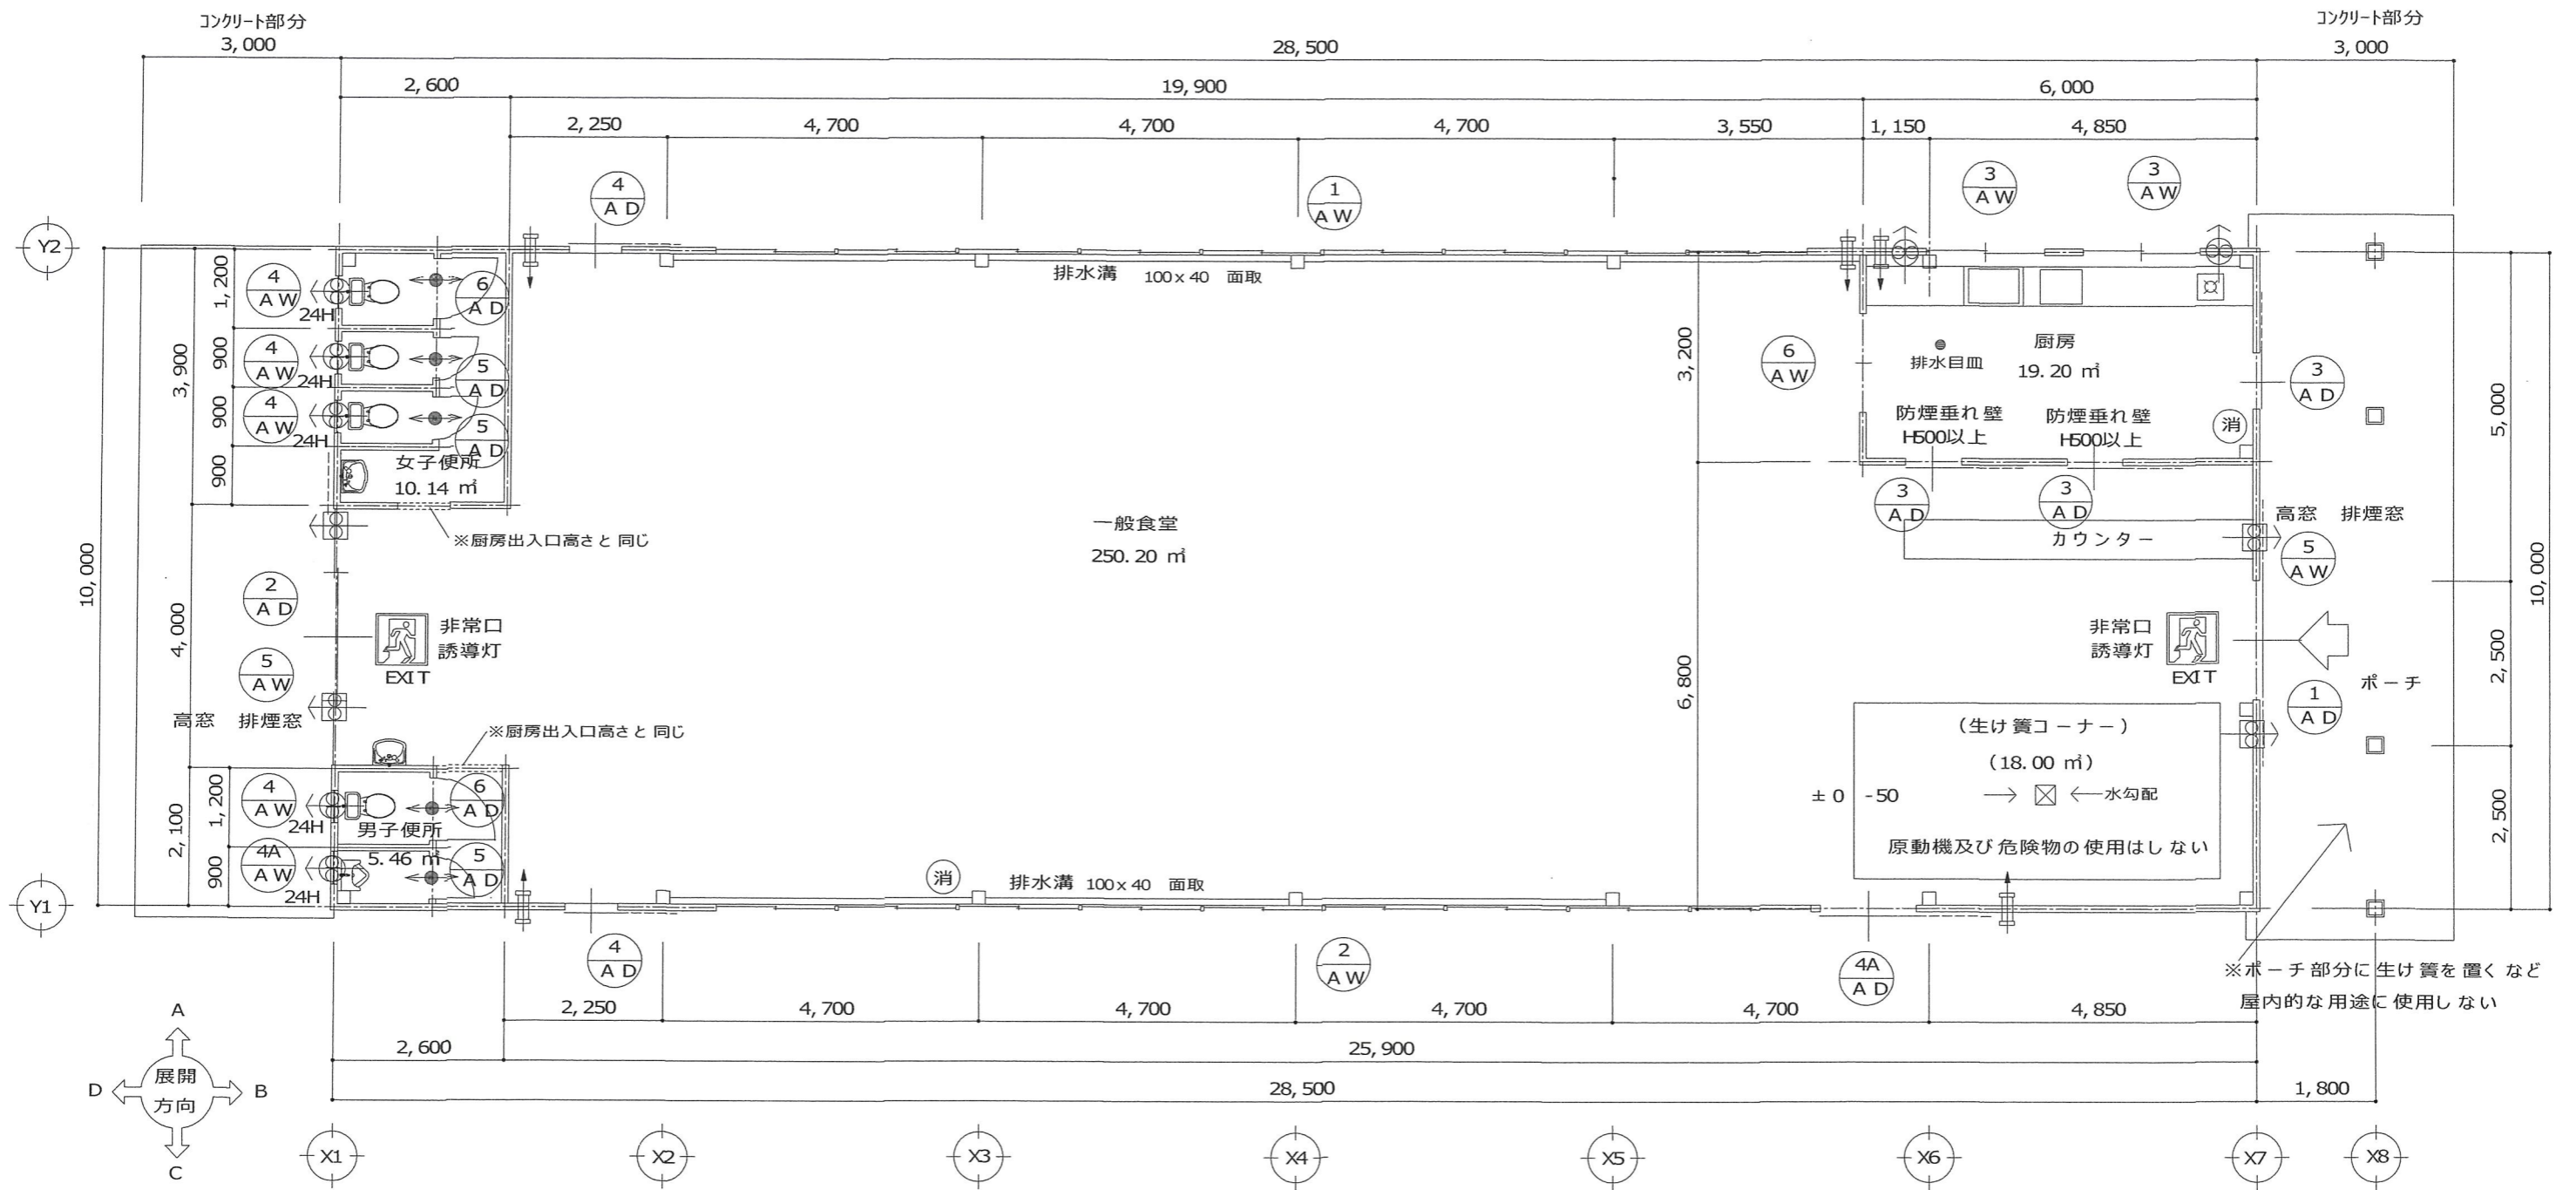 コンクリート部分
コンクリート部分
3,000
28,500
3,000
2,600
19,900
6,000
2,250
4,700
4,700
4,700
3,550
1,150
4,850
4
AD
1
AW
3
AW
3
AW
Y2
排水溝 100x40 面取
1,200
4
AW
24H
6
AD
900
4
AW
24H
5
AD
3,900
900
4
AW
24H
5
AD
900
女子便所
10.14 ㎡
※厨房出入口高さと同じ
3,200
6
AW
厨房
19.20 ㎡
排水目皿
防煙垂れ壁
H500以上
防煙垂れ壁
H500以上
消
3
AD
5,000
3
AD
3
AD
カウンター
高窓 排煙窓
5
AW
一般食堂
250.20 ㎡
10,000
10,000
2
AD
4,000
非常口
誘導灯
EXIT
5
AW
高窓 排煙窓
※厨房出入口高さと同じ
6,800
非常口
誘導灯
EXIT
ポーチ
2,500
1
AD
(生け簀コーナー)
(18.00 ㎡)
±0
-50
水勾配
原動機及び危険物の使用はしない
2,500
2,100
1,200
4
AW
24H
6
AD
男子便所
5.46 ㎡
900
4A
AW
24H
5
AD
消
排水溝 100x40 面取
Y1
4
AD
2
AW
4A
AD
※ポーチ部分に生け簀を置くなど
屋内的な用途に使用しない
2,250
4,700
4,700
4,700
4,700
4,850
2,600
25,900
28,500
1,800
A
D
展開
方向
B
C
X1
X2
X3
X4
X5
X6
X7
X8